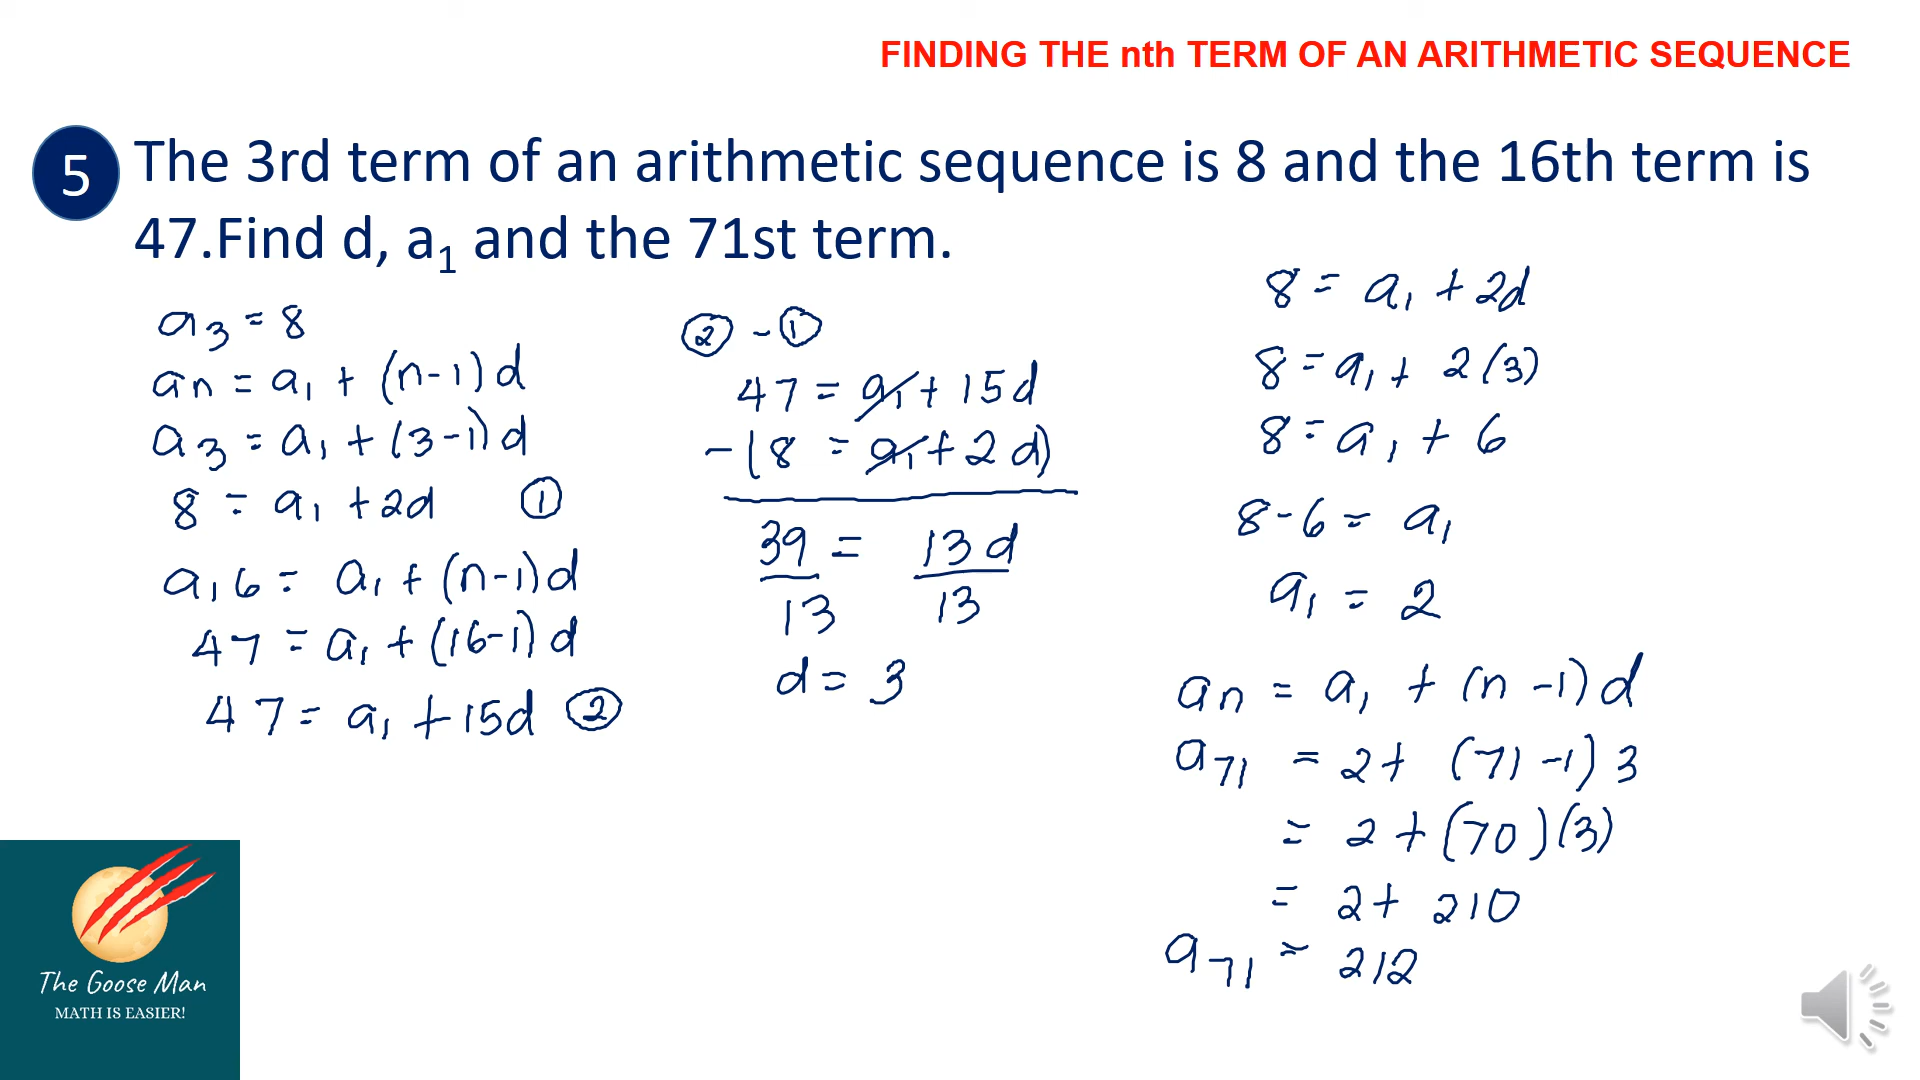 FINDING THE nth TERM OF AN ARITHMETIC SEQUENCE
5
The 3rd term of an arithmetic sequence is 8 and the 16th term is
47.Find d, a₁ and the 71st term.
a₃ = 8
an = a₁ + (n-1)d
a₃ = a₁ + (3-1)d
8 = a₁ + 2d ①
a₁6 = a₁ + (n-1)d
47 = a₁ + (16-1)d
47 = a₁ + 15d ②
② - ①
47 = a₁ + 15d
-(8 = a₁ + 2d)
39 = 13d
13 13
d = 3
8 = a₁ + 2d
8 = a₁ + 2(3)
8 = a₁ + 6
8-6 = a₁
a₁ = 2
an = a₁ + (n-1)d
a₇₁ = 2 + (71-1)3
= 2 + (70)(3)
= 2 + 210
a₇₁ = 212
The Goose Man
MATH IS EASIER!